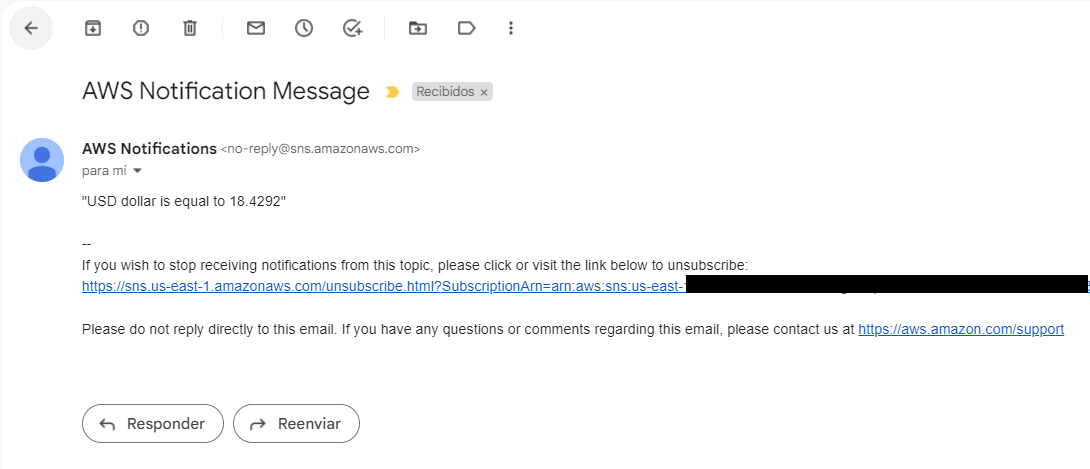 AWS Notification Message Recibidos ×
AWS Notifications <no-reply@sns.amazonaws.com>
para mí
"USD dollar is equal to 18.4292"
--
If you wish to stop receiving notifications from this topic, please click or visit the link below to unsubscribe:
https://sns.us-east-1.amazonaws.com/unsubscribe.html?SubscriptionArn=arn:aws:sns:us-east-
Please do not reply directly to this email. If you have any questions or comments regarding this email, please contact us at https://aws.amazon.com/support
Responder Reenviar